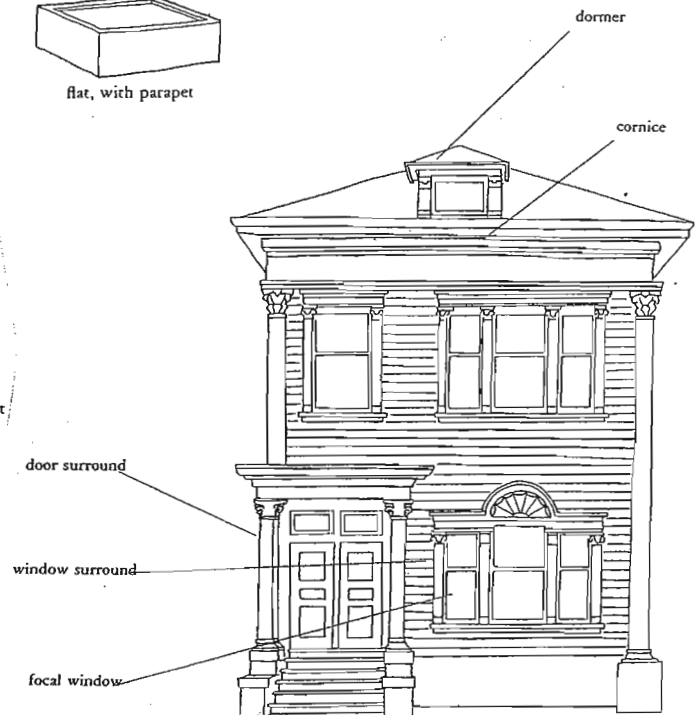 dormer
flat, with parapet
cornice
door surround
window surround
focal window